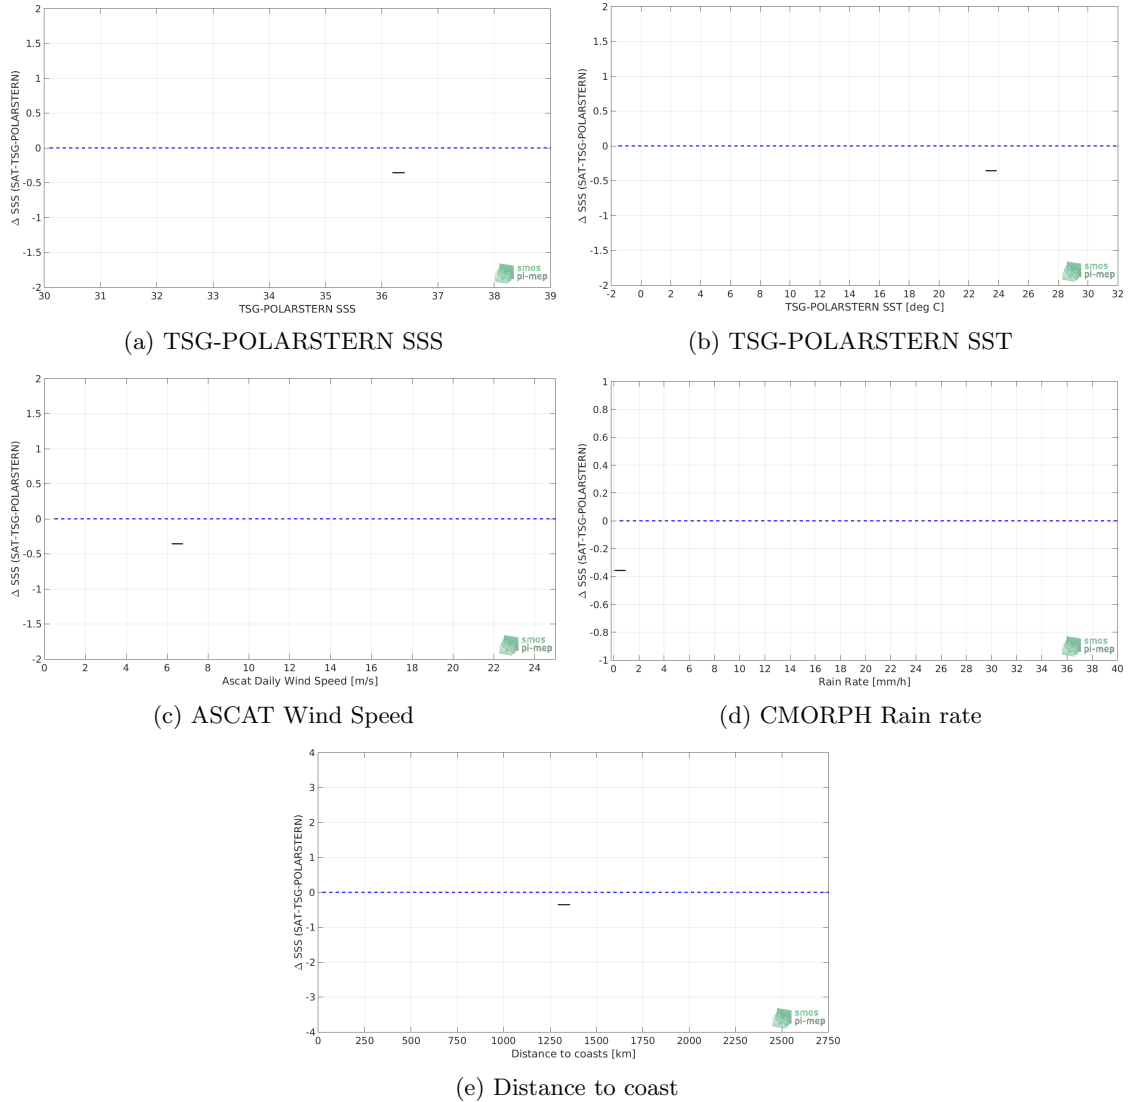 2
1.5
1
0.5
0
-0.5
-1
-1.5
-2
Δ SSS (SAT-TSG-POLARSTERN)
30 31 32 33 34 35 36 37 38 39
TSG-POLARSTERN SSS
smos
pi-mep
(a) TSG-POLARSTERN SSS
2
1.5
1
0.5
0
-0.5
-1
-1.5
-2
Δ SSS (SAT-TSG-POLARSTERN)
-2 0 2 4 6 8 10 12 14 16 18 20 22 24 26 28 30 32
TSG-POLARSTERN SST [deg C]
smos
pi-mep
(b) TSG-POLARSTERN SST
2
1.5
1
0.5
0
-0.5
-1
-1.5
-2
Δ SSS (SAT-TSG-POLARSTERN)
0 2 4 6 8 10 12 14 16 18 20 22 24
Ascat Daily Wind Speed [m/s]
smos
pi-mep
(c) ASCAT Wind Speed
1
0.8
0.6
0.4
0.2
0
-0.2
-0.4
-0.6
-0.8
-1
Δ SSS (SAT-TSG-POLARSTERN)
0 2 4 6 8 10 12 14 16 18 20 22 24 26 28 30 32 34 36 38 40
Rain Rate [mm/h]
smos
pi-mep
(d) CMORPH Rain rate
4
3
2
1
0
-1
-2
-3
-4
Δ SSS (SAT-TSG-POLARSTERN)
0 250 500 750 1000 1250 1500 1750 2000 2250 2500 2750
Distance to coasts [km]
smos
pi-mep
(e) Distance to coast